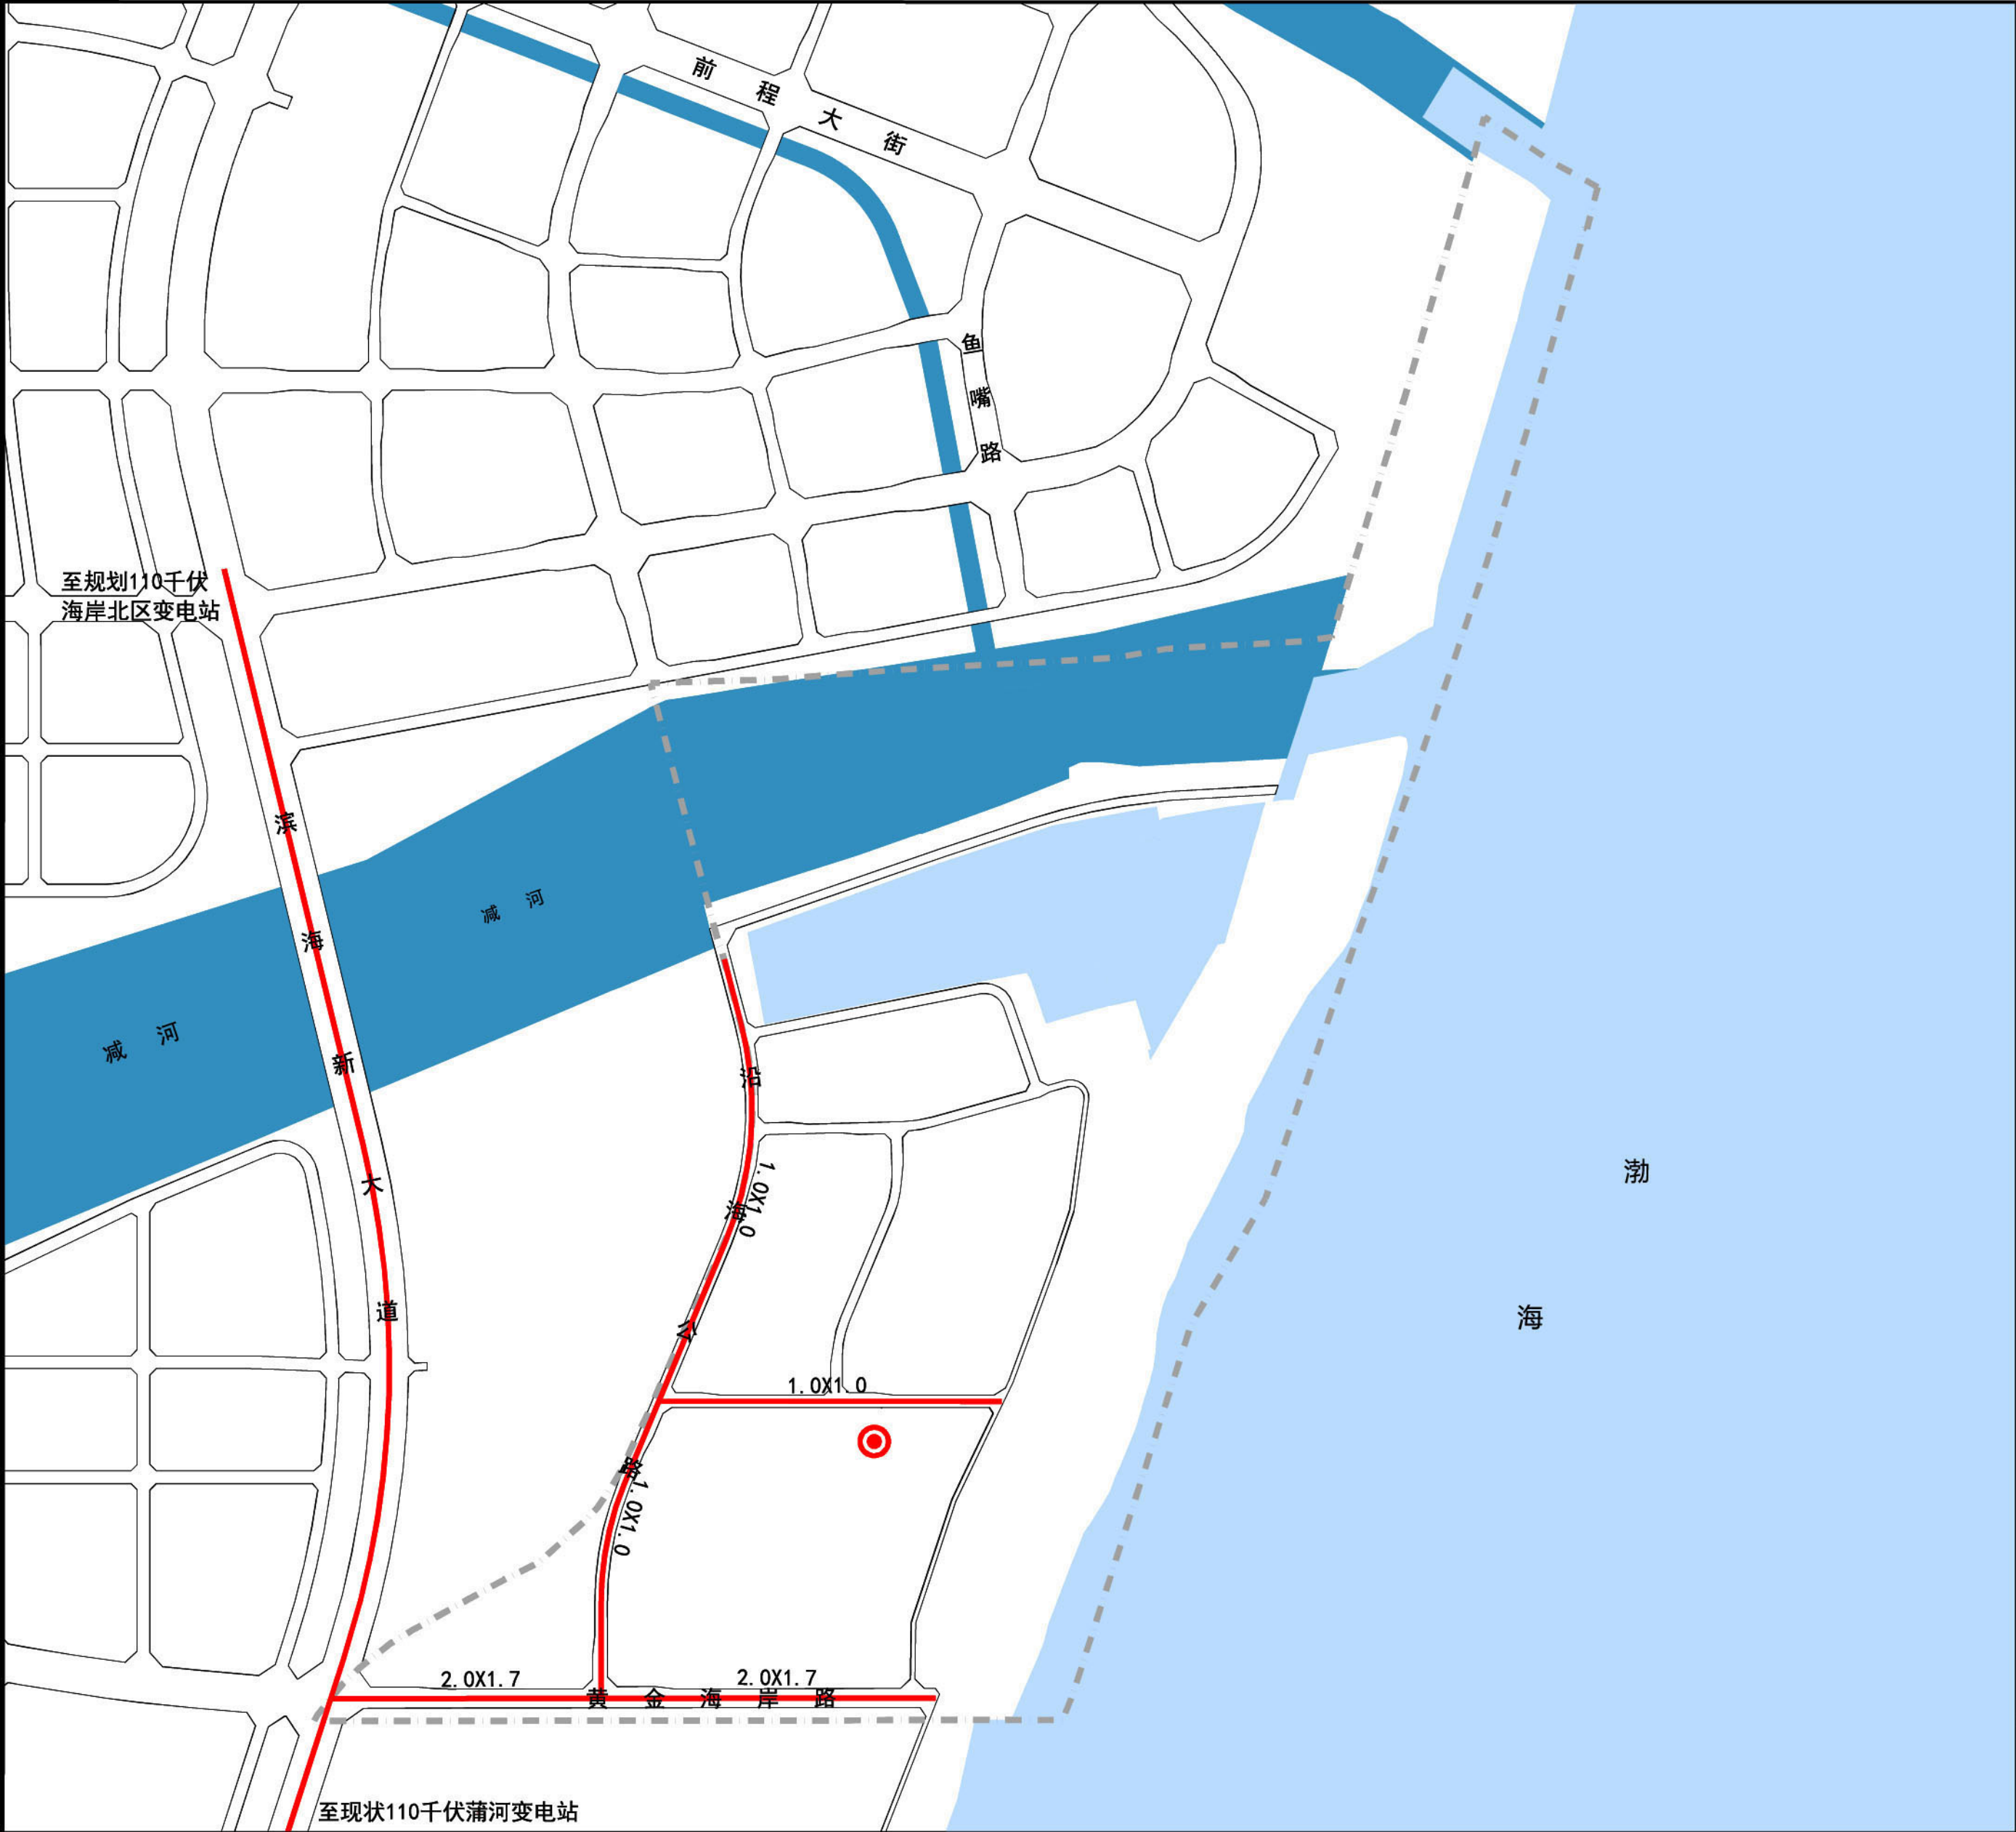 前程大街
鱼嘴路
至规划110千伏
海岸北区变电站
滨海新大道
减河
减河
沿海公路
渤海
1.0X1.0
1.0X1.0
1.0X1.0
2.0X1.7
2.0X1.7
黄金海岸路
至现状110千伏蒲河变电站